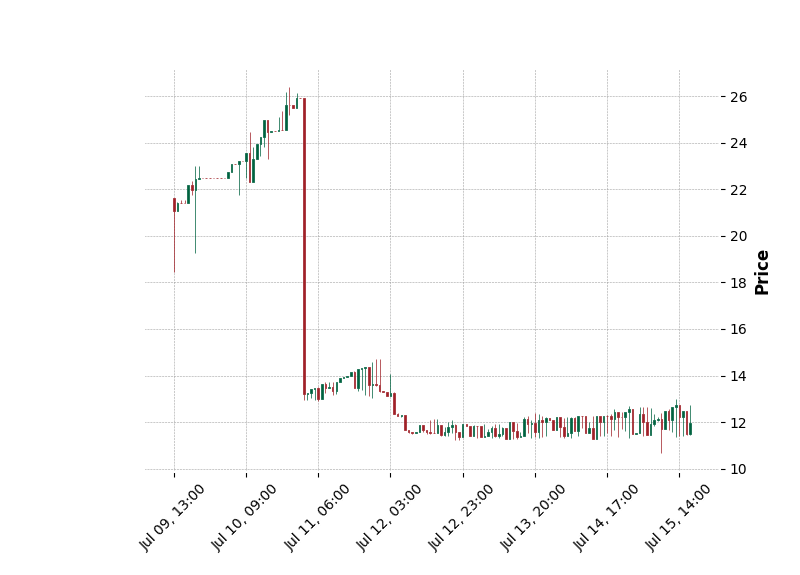 26
24
22
20
18
16
14
12
10
Price
Jul 09, 13:00
Jul 10, 09:00
Jul 11, 06:00
Jul 12, 03:00
Jul 12, 23:00
Jul 13, 20:00
Jul 14, 17:00
Jul 15, 14:00